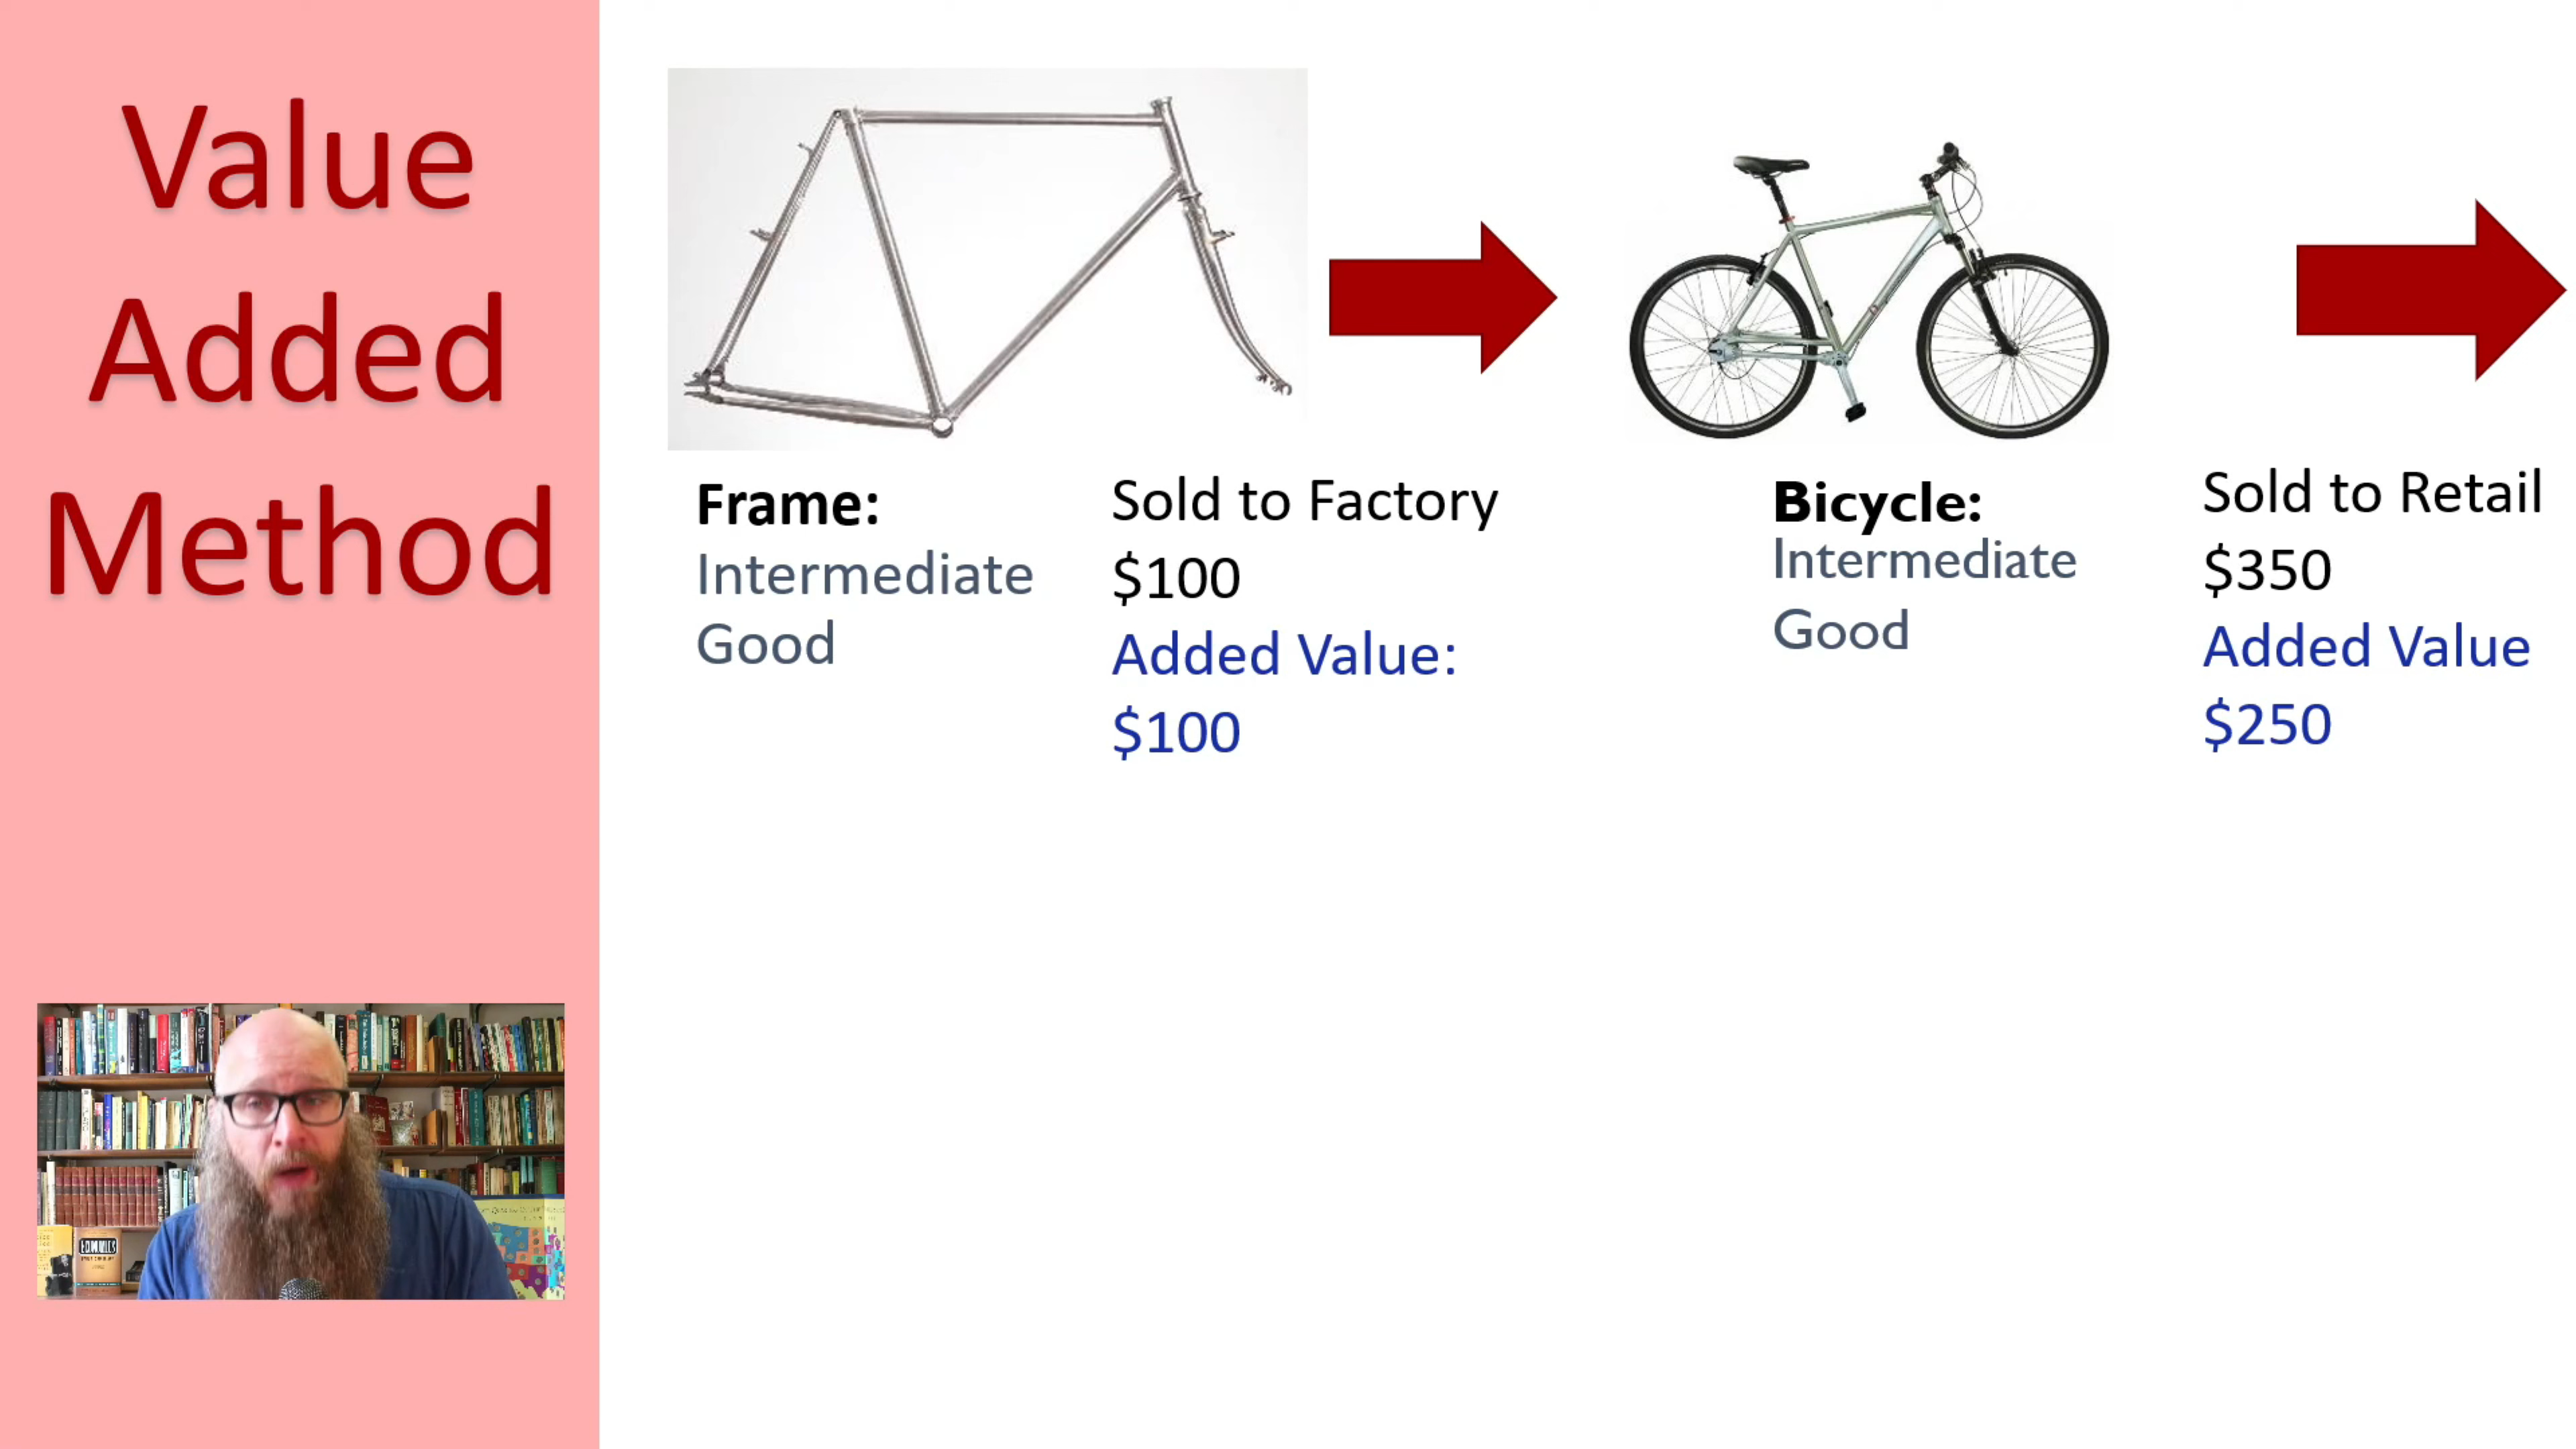 Value
Added
Method
Frame:
Intermediate
Good
Sold to Factory
$100
Added Value:
$100
Bicycle:
Intermediate
Good
Sold to Retail
$350
Added Value
$250